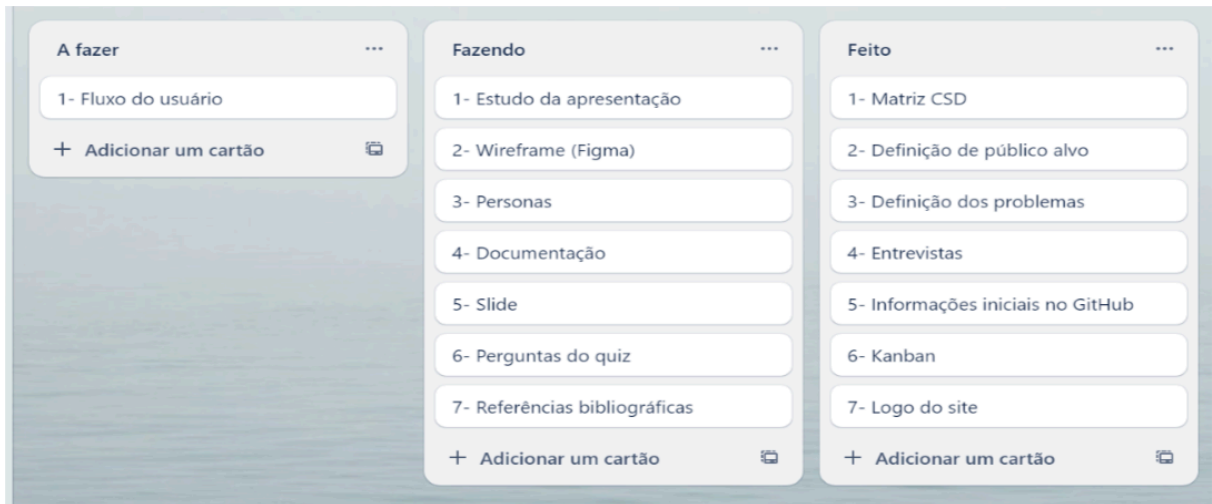 A fazer
1- Fluxo do usuário
+ Adicionar um cartão
Fazendo
1- Estudo da apresentação
2- Wireframe (Figma)
3- Personas
4- Documentação
5- Slide
6- Perguntas do quiz
7- Referências bibliográficas
+ Adicionar um cartão
Feito
1- Matriz CSD
2- Definição de público alvo
3- Definição dos problemas
4- Entrevistas
5- Informações iniciais no GitHub
6- Kanban
7- Logo do site
+ Adicionar um cartão